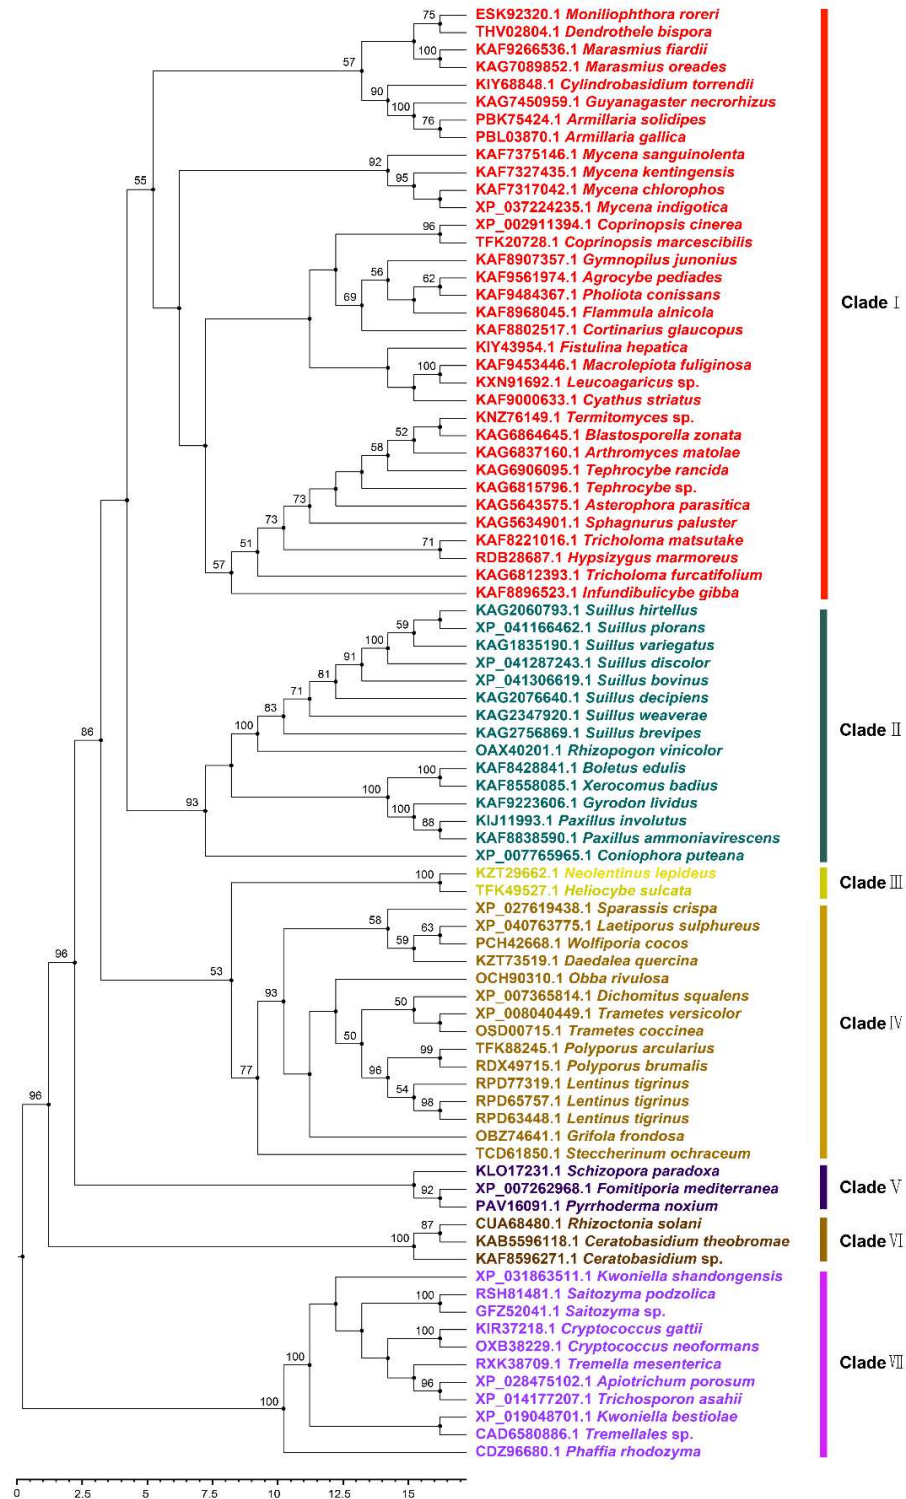 75 ESK92320.1 Moniliophthora roreri
THV02804.1 Dendrothele bispora
KAF9266536.1 Marasmius fiardii
57 100 KAG7089852.1 Marasmius oreades
KIY68848.1 Cylindrobasidium torrendii
90 KAG7450959.1 Guyanagaster necrorhizus
100 PBK75424.1 Armillaria solidipes
76 PBL03870.1 Armillaria gallica
KAF7375146.1 Mycena sanguinolenta
92 KAF7327435.1 Mycena kentingensis
95 KAF7317042.1 Mycena chlorophos
55 XP_037224235.1 Mycena indigotica
XP_002911394.1 Coprinopsis cinerea
96 TFK20728.1 Coprinopsis marcescibilis
KAF8907357.1 Gymnopilus junonius
56 KAF9561974.1 Agrocybe pediades
62 KAF9484367.1 Pholiota conissans
69 KAF8968045.1 Flammula alnicola
Clade Ⅰ
KAF8802517.1 Cortinarius glaucopus
KIY43954.1 Fistulina hepatica
KAF9453446.1 Macrolepiota fuliginosa
100 KXN91692.1 Leucoagaricus sp.
KAF9000633.1 Cyathus striatus
KNZ76149.1 Termitomyces sp.
52 KAG6864645.1 Blastosporella zonata
58 KAG6837160.1 Arthromyces matolae
KAG6906095.1 Tephrocybe rancida
KAG6815796.1 Tephrocybe sp.
73 KAG5643575.1 Asterophora parasitica
73 KAG5634901.1 Sphagnurus paluster
KAF8221016.1 Tricholoma matsutake
51 71 RDB28687.1 Hypsizygus marmoreus
57 KAG6812393.1 Tricholoma furcatifolium
KAF8896523.1 Infundibulicybe gibba
KAG2060793.1 Suillus hirtellus
59 XP_041166462.1 Suillus plorans
100 KAG1835190.1 Suillus variegatus
91 XP_041287243.1 Suillus discolor
81 XP_041306619.1 Suillus bovinus
71 KAG2076640.1 Suillus decipiens
83 KAG2347920.1 Suillus weaverae
86 100 KAG2756869.1 Suillus brevipes
Clade Ⅱ
OAX40201.1 Rhizopogon vinicolor
100 KAF8428841.1 Boletus edulis
KAF8558085.1 Xerocomus badius
93 KAF9223606.1 Gyrodon lividus
100 KIJ11993.1 Paxillus involutus
88 KAF8838590.1 Paxillus ammoniavirescens
XP_007765965.1 Coniophora puteana
100 KZT29662.1 Neolentinus lepideus
Clade Ⅲ
TFK49527.1 Heliocybe sulcata
XP_027619438.1 Sparassis crispa
58 XP_040763775.1 Laetiporus sulphureus
63 PCH42668.1 Wolfiporia cocos
96 59 KZT73519.1 Daedalea quercina
53 OCH90310.1 Obba rivulosa
93 XP_007365814.1 Dichomitus squalens
50 XP_008040449.1 Trametes versicolor
Clade Ⅳ
50 OSD00715.1 Trametes coccinea
TFK88245.1 Polyporus arcularius
99 RDX49715.1 Polyporus brumalis
77 96 RPD77319.1 Lentinus tigrinus
54 RPD65757.1 Lentinus tigrinus
96 98 RPD63448.1 Lentinus tigrinus
OBZ74641.1 Grifola frondosa
TCD61850.1 Steccherinum ochraceum
KLO17231.1 Schizopora paradoxa
92 XP_007262968.1 Fomitiporia mediterranea
Clade Ⅴ
PAV16091.1 Pyrrhoderma noxium
87 CUA68480.1 Rhizoctonia solani
100 KAB5596118.1 Ceratobasidium theobromae
Clade Ⅵ
KAF8596271.1 Ceratobasidium sp.
XP_031863511.1 Kwoniella shandongensis
100 RSH81481.1 Saitozyma podzolica
GFZ52041.1 Saitozyma sp.
KIR37218.1 Cryptococcus gattii
100 OXB38229.1 Cryptococcus neoformans
100 RXK38709.1 Tremella mesenterica
Clade Ⅶ
XP_028475102.1 Apiotrichum porosum
96 XP_014177207.1 Trichosporon asahii
100 XP_019048701.1 Kwoniella bestiolae
CAD6580886.1 Tremellales sp.
CDZ96680.1 Phaffia rhodozyma
0 2.5 5 7.5 10 12.5 15